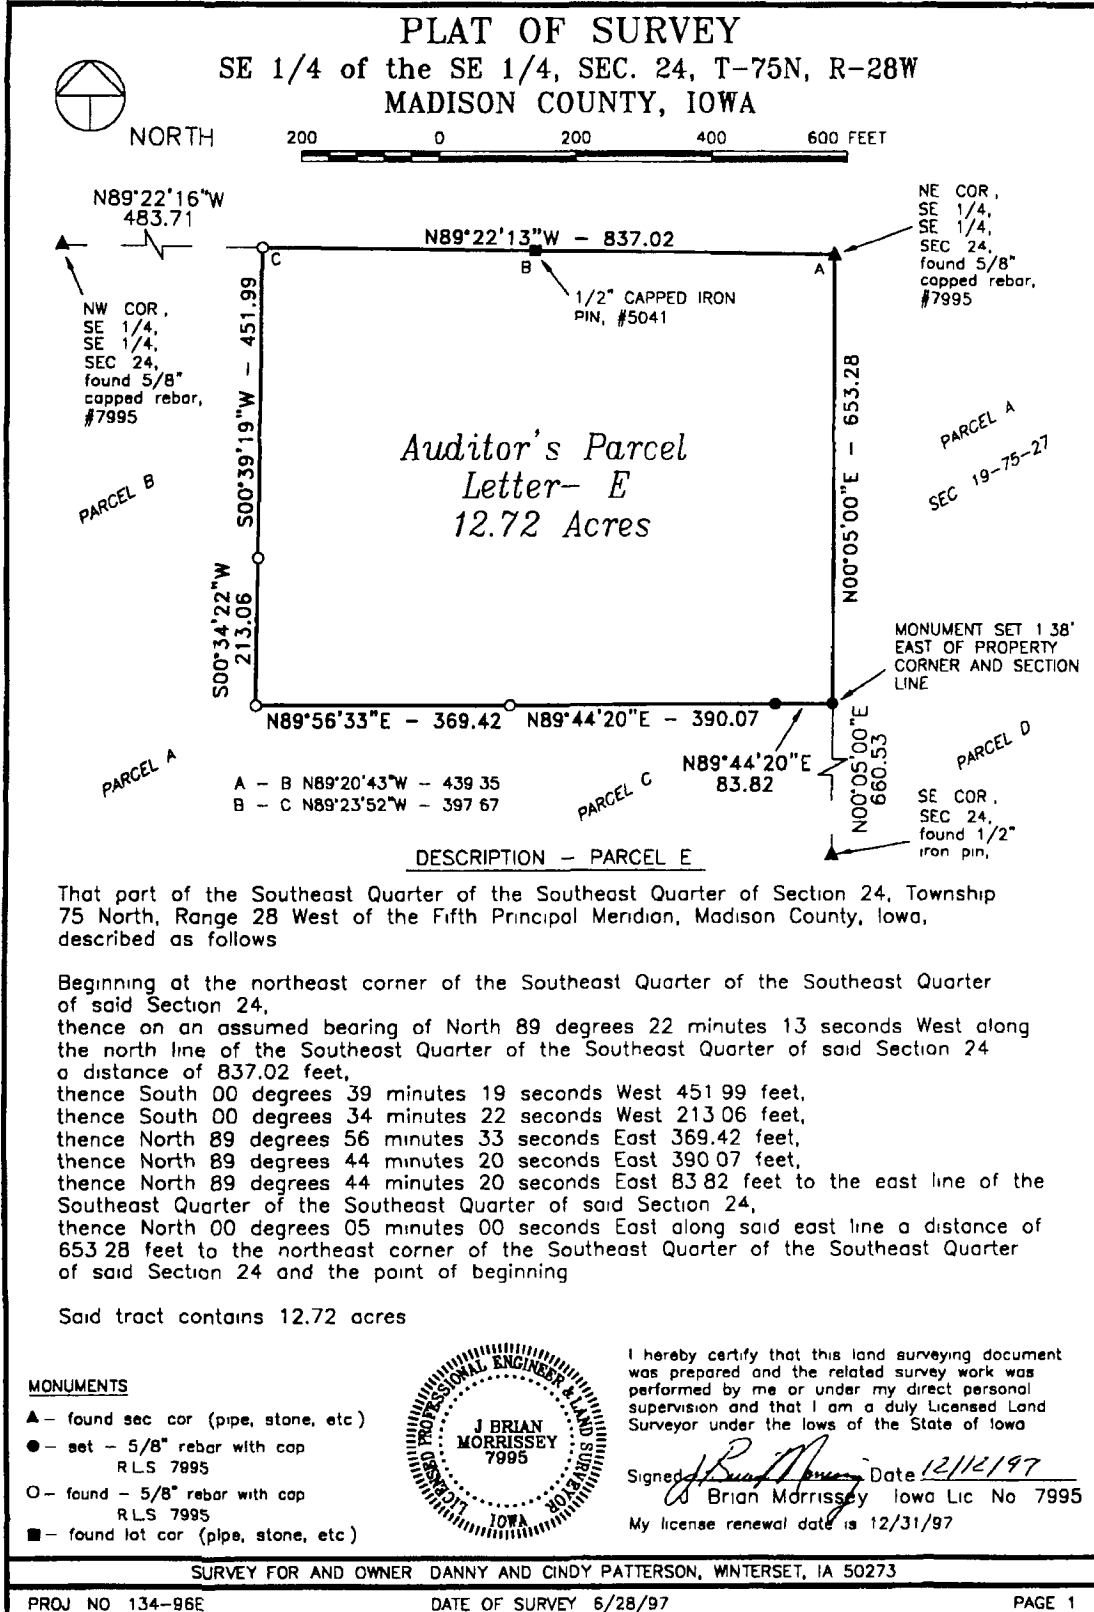 PLAT OF SURVEY
SE 1/4 of the SE 1/4, SEC. 24, T-75N, R-28W
MADISON COUNTY, IOWA
NORTH
200 0 200 400 600 FEET
N89°22'16"W
483.71
N89°22'13"W - 837.02
C
B
A
NE COR,
SE 1/4,
SE 1/4,
SEC 24,
found 5/8"
capped rebar,
#7995
1/2" CAPPED IRON
PIN, #5041
NW COR,
SE 1/4,
SE 1/4,
SEC 24,
found 5/8"
capped rebar,
#7995
S00°39'19"W - 451.99
N00°05'00"E - 653.28
PARCEL A
SEC 19-75-27
PARCEL B
Auditor's Parcel
Letter- E
12.72 Acres
S00°34'22"W
213.06
MONUMENT SET 1 38'
EAST OF PROPERTY
CORNER AND SECTION
LINE
N89°56'33"E - 369.42
N89°44'20"E - 390.07
N89°44'20"E
83.82
N00°05'00"E
660.53
PARCEL D
PARCEL A
PARCEL C
A - B N89°20'43"W - 439 35
B - C N89°23'52"W - 397 67
SE COR,
SEC 24,
found 1/2"
iron pin,
DESCRIPTION - PARCEL E
That part of the Southeast Quarter of the Southeast Quarter of Section 24, Township
75 North, Range 28 West of the Fifth Principal Meridian, Madison County, Iowa,
described as follows
Beginning at the northeast corner of the Southeast Quarter of the Southeast Quarter
of said Section 24,
thence on an assumed bearing of North 89 degrees 22 minutes 13 seconds West along
the north line of the Southeast Quarter of the Southeast Quarter of said Section 24
a distance of 837.02 feet,
thence South 00 degrees 39 minutes 19 seconds West 451 99 feet,
thence South 00 degrees 34 minutes 22 seconds West 213 06 feet,
thence North 89 degrees 56 minutes 33 seconds East 369.42 feet,
thence North 89 degrees 44 minutes 20 seconds East 390 07 feet,
thence North 89 degrees 44 minutes 20 seconds East 83 82 feet to the east line of the
Southeast Quarter of the Southeast Quarter of said Section 24,
thence North 00 degrees 05 minutes 00 seconds East along said east line a distance of
653 28 feet to the northeast corner of the Southeast Quarter of the Southeast Quarter
of said Section 24 and the point of beginning
Said tract contains 12.72 acres
MONUMENTS
▲ - found sec cor (pipe, stone, etc)
● - set - 5/8" rebar with cap
RLS 7995
O - found - 5/8" rebar with cap
RLS 7995
■ - found lot cor (pipe, stone, etc)
LICENSED PROFESSIONAL ENGINEER & LAND SURVEYOR
J BRIAN
MORRISSEY
7995
IOWA
I hereby certify that this land surveying document
was prepared and the related survey work was
performed by me or under my direct personal
supervision and that I am a duly Licensed Land
Surveyor under the laws of the State of Iowa
Signed J Brian Morrissey Date 12/12/97
J Brian Morrissey Iowa Lic No 7995
My license renewal date is 12/31/97
SURVEY FOR AND OWNER DANNY AND CINDY PATTERSON, WINTERSET, IA 50273
PROJ NO 134-96E DATE OF SURVEY 6/28/97 PAGE 1